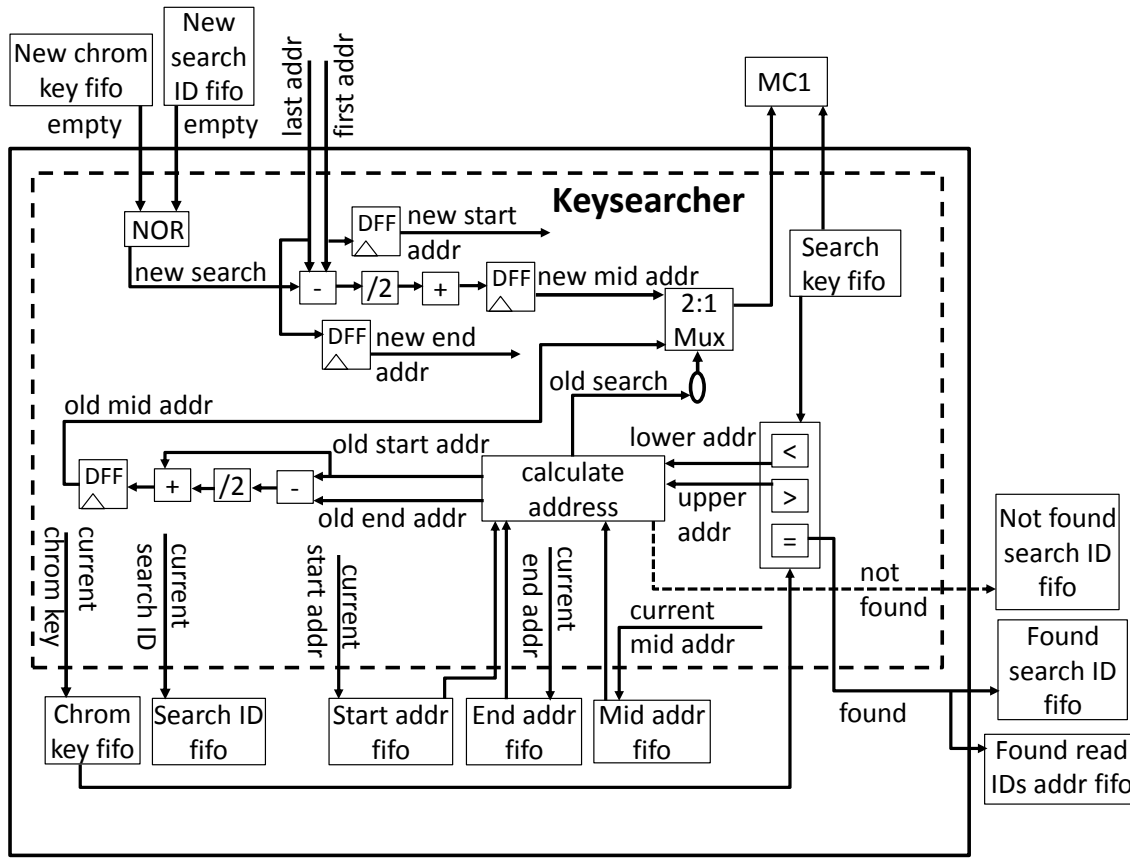 New chrom
key fifo
empty
New
search
ID fifo
empty
last addr
first addr
MC1
Keysearcher
NOR
new search
DFF
new start
addr
-
/2
+
DFF
new mid addr
DFF
new end
addr
2:1
Mux
Search
key fifo
old search
old mid addr
old start addr
DFF
+
/2
-
old end addr
calculate
address
lower addr
upper
addr
<
>
=
current
chrom key
current
search ID
current
start addr
current
end addr
current
mid addr
not
found
Not found
search ID
fifo
Found
search ID
fifo
found
Found read
IDs addr fifo
Chrom
key fifo
Search ID
fifo
Start addr
fifo
End addr
fifo
Mid addr
fifo